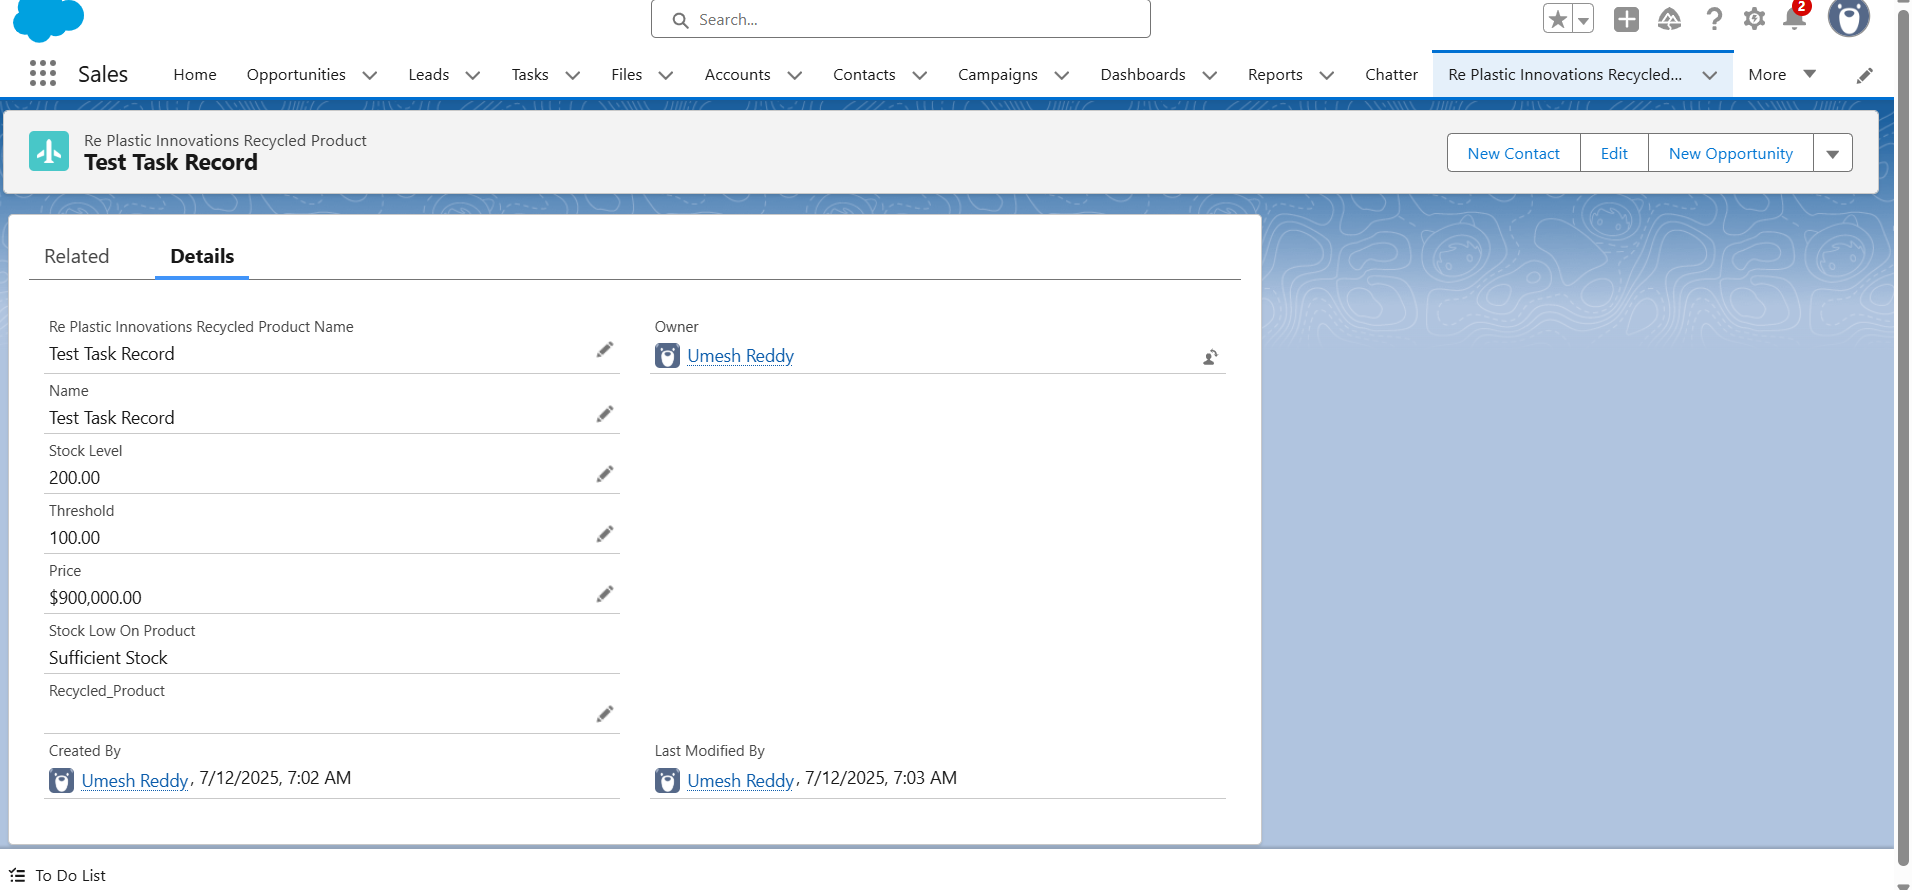 Search...
2
Sales
Home
Opportunities
Leads
Tasks
Files
Accounts
Contacts
Campaigns
Dashboards
Reports
Chatter
Re Plastic Innovations Recycled...
More
Re Plastic Innovations Recycled Product
Test Task Record
New Contact
Edit
New Opportunity
Related
Details
Re Plastic Innovations Recycled Product Name
Test Task Record
Owner
Umesh Reddy
Name
Test Task Record
Stock Level
200.00
Threshold
100.00
Price
$900,000.00
Stock Low On Product
Sufficient Stock
Recycled_Product
Created By
Umesh Reddy, 7/12/2025, 7:02 AM
Last Modified By
Umesh Reddy, 7/12/2025, 7:03 AM
To Do List